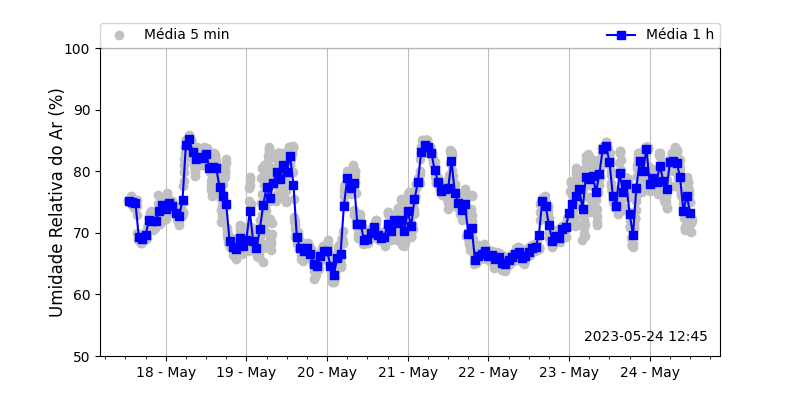 Média 5 min
Média 1 h
100
90
80
70
60
50
Umidade Relativa do Ar (%)
2023-05-24 12:45
18 - May
19 - May
20 - May
21 - May
22 - May
23 - May
24 - May